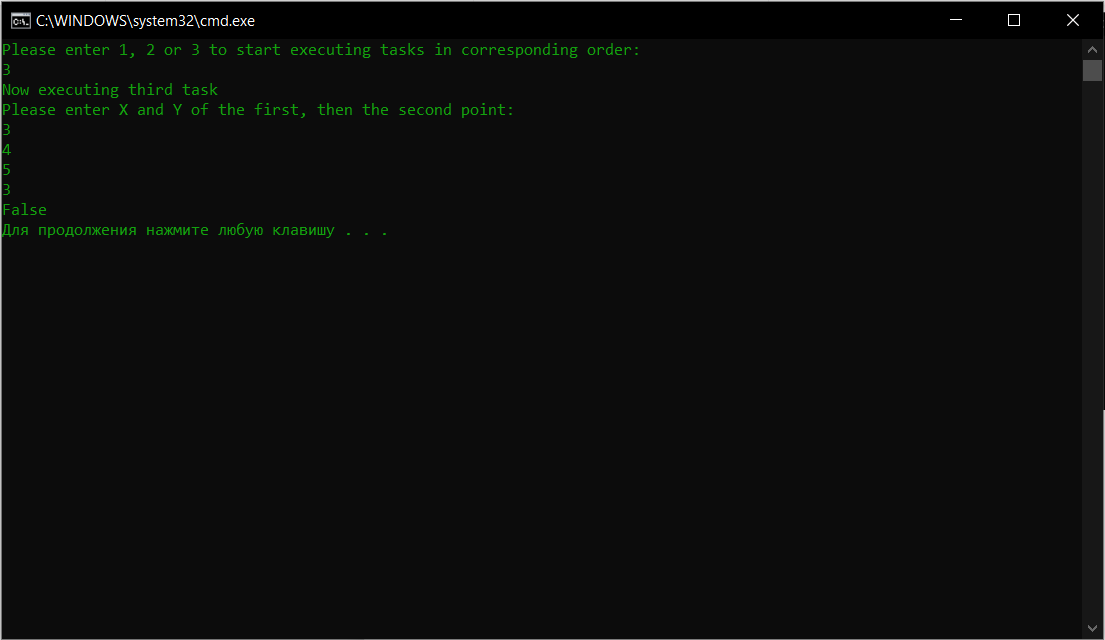 C:\WINDOWS\system32\cmd.exe
Please enter 1, 2 or 3 to start executing tasks in corresponding order:
3
Now executing third task
Please enter X and Y of the first, then the second point:
3
4
5
3
False
Для продолжения нажмите любую клавишу . . .